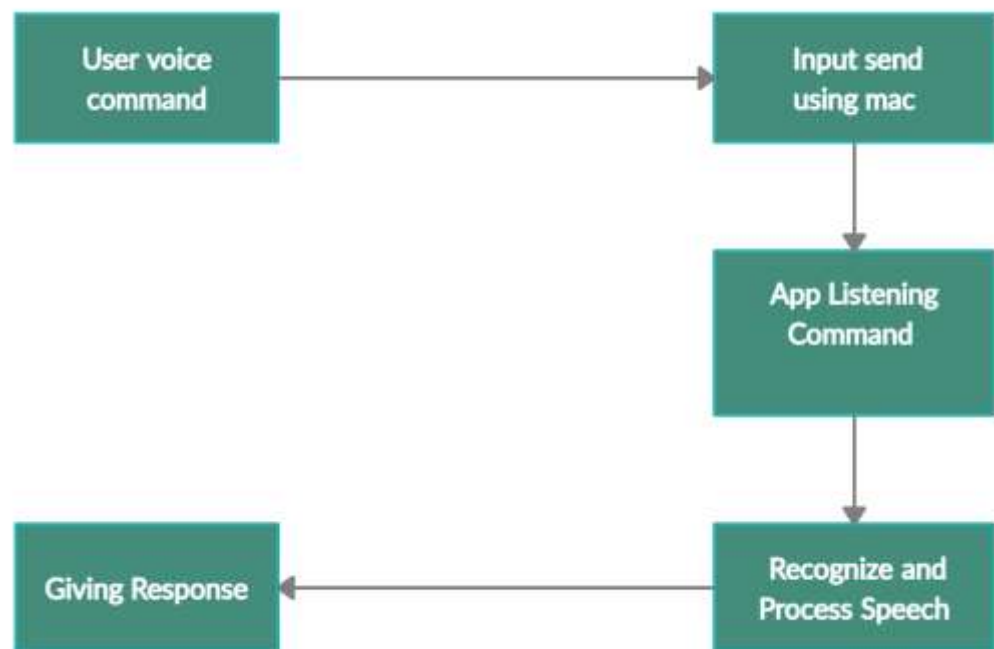 User voice
command
Input send
using mac
App Listening
Command
Recognize and
Process Speech
Giving Response